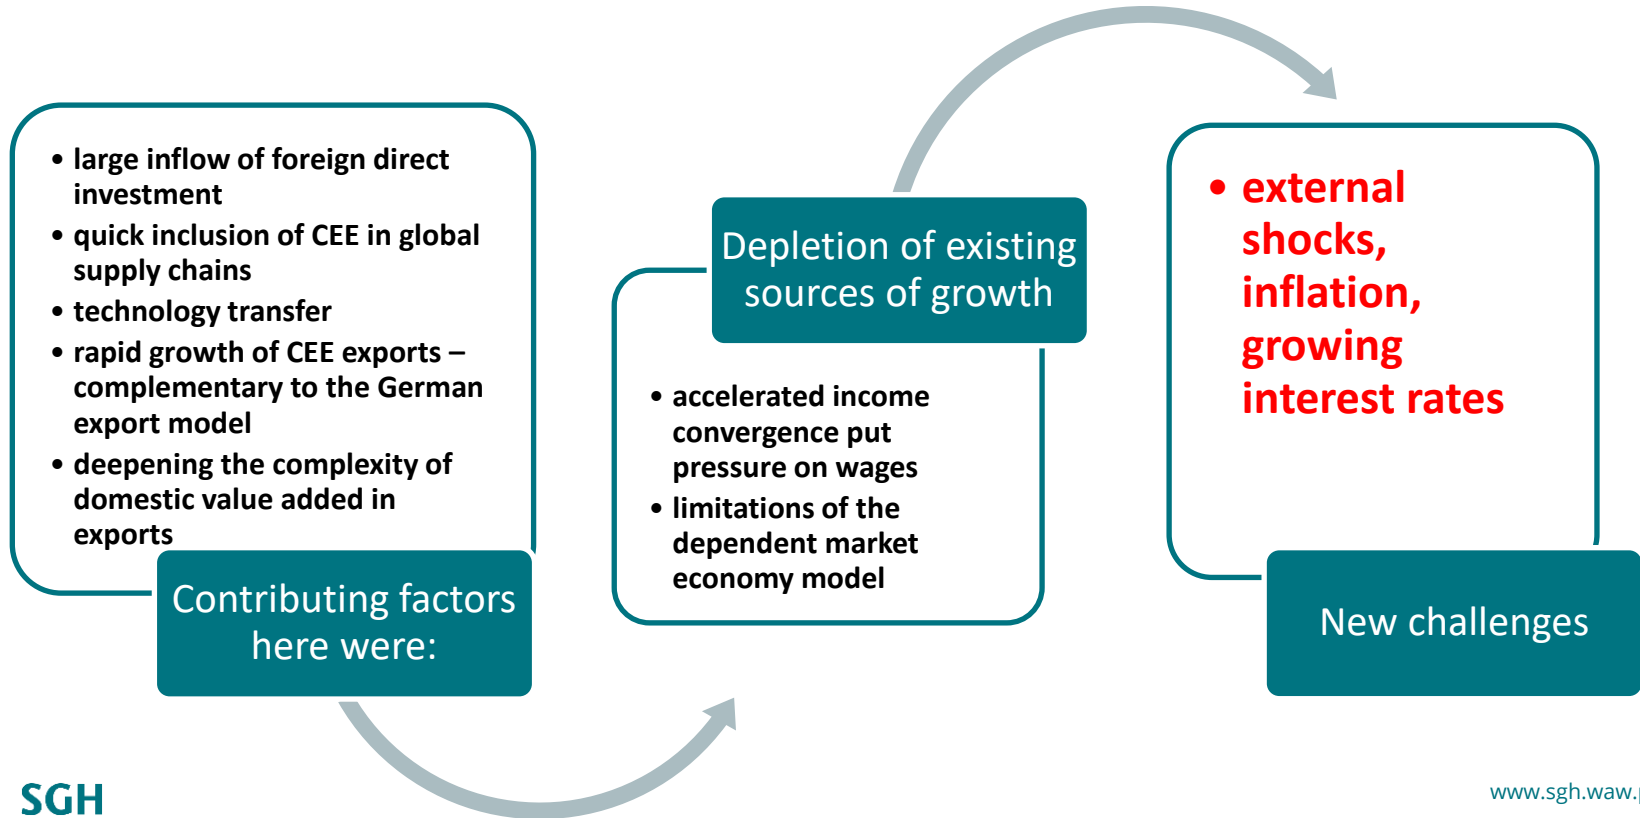 • large inflow of foreign direct
investment
• quick inclusion of CEE in global
supply chains
• technology transfer
• rapid growth of CEE exports –
complementary to the German
export model
• deepening the complexity of
domestic value added in
exports
Contributing factors
here were:
Depletion of existing
sources of growth
• accelerated income
convergence put
pressure on wages
• limitations of the
dependent market
economy model
• external
shocks,
inflation,
growing
interest rates
New challenges
SGH
www.sgh.waw.p